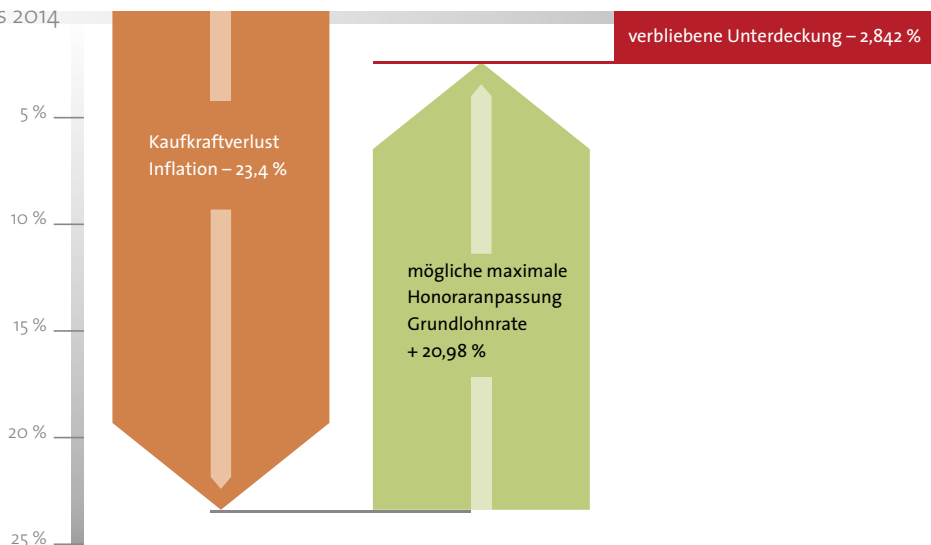 s 2014
verbliebene Unterdeckung – 2,842 %
5 %
Kaufkraftverlust
Inflation – 23,4 %
10 %
mögliche maximale
Honoraranpassung
Grundlohnrate
+ 20,98 %
15 %
20 %
25 %